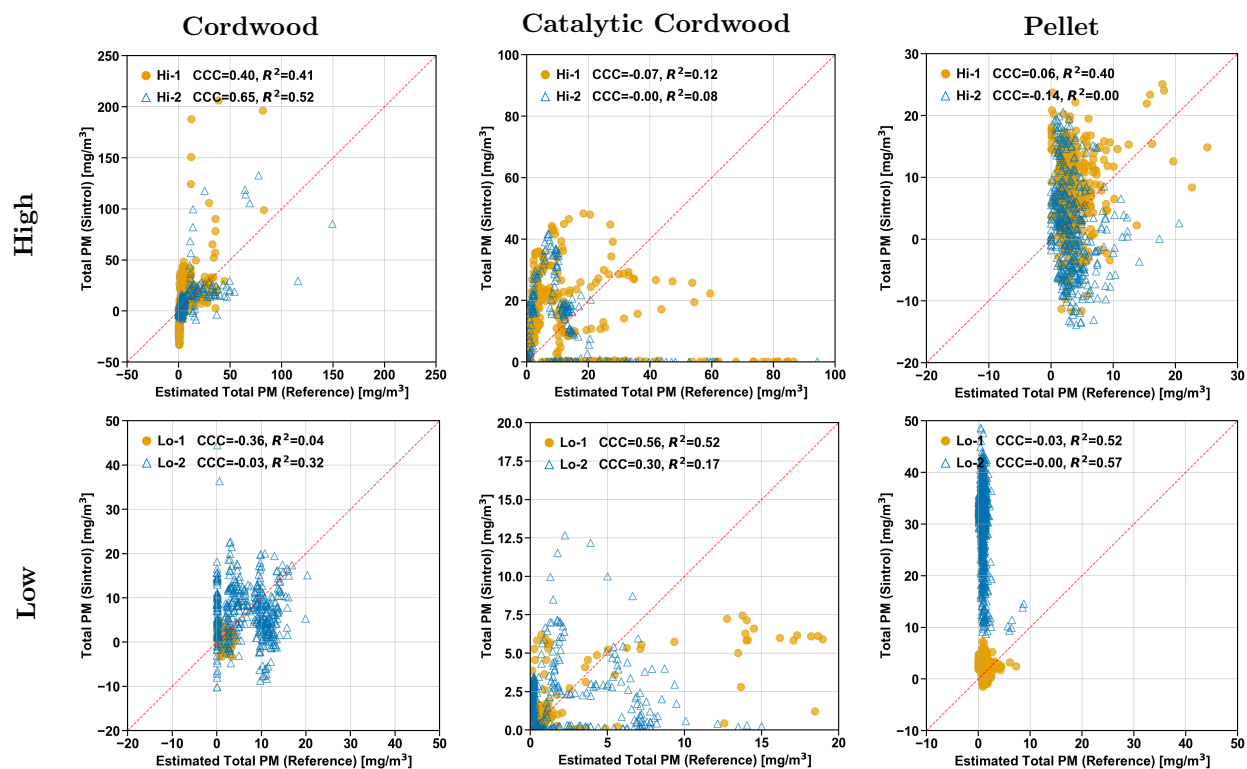 Cordwood
Catalytic Cordwood
Pellet
High
Total PM (Sintrol) [mg/m³]
250
200
150
100
50
0
−50
Hi-1 CCC=0.40, R²=0.41
Hi-2 CCC=0.65, R²=0.52
−50 0 50 100 150 200 250
Estimated Total PM (Reference) [mg/m³]
Total PM (Sintrol) [mg/m³]
100
80
60
40
20
0
Hi-1 CCC=-0.07, R²=0.12
Hi-2 CCC=-0.00, R²=0.08
0 20 40 60 80 100
Estimated Total PM (Reference) [mg/m³]
Total PM (Sintrol) [mg/m³]
30
20
10
0
−10
−20
Hi-1 CCC=0.06, R²=0.40
Hi-2 CCC=-0.14, R²=0.00
−20 −10 0 10 20 30
Estimated Total PM (Reference) [mg/m³]
Low
Total PM (Sintrol) [mg/m³]
50
40
30
20
10
0
−10
−20
Lo-1 CCC=-0.36, R²=0.04
Lo-2 CCC=-0.03, R²=0.32
−20 −10 0 10 20 30 40 50
Estimated Total PM (Reference) [mg/m³]
Total PM (Sintrol) [mg/m³]
20.0
17.5
15.0
12.5
10.0
7.5
5.0
2.5
0.0
Lo-1 CCC=0.56, R²=0.52
Lo-2 CCC=0.30, R²=0.17
0 5 10 15 20
Estimated Total PM (Reference) [mg/m³]
Total PM (Sintrol) [mg/m³]
50
40
30
20
10
0
−10
Lo-1 CCC=-0.03, R²=0.52
Lo-2 CCC=-0.00, R²=0.57
−10 0 10 20 30 40 50
Estimated Total PM (Reference) [mg/m³]